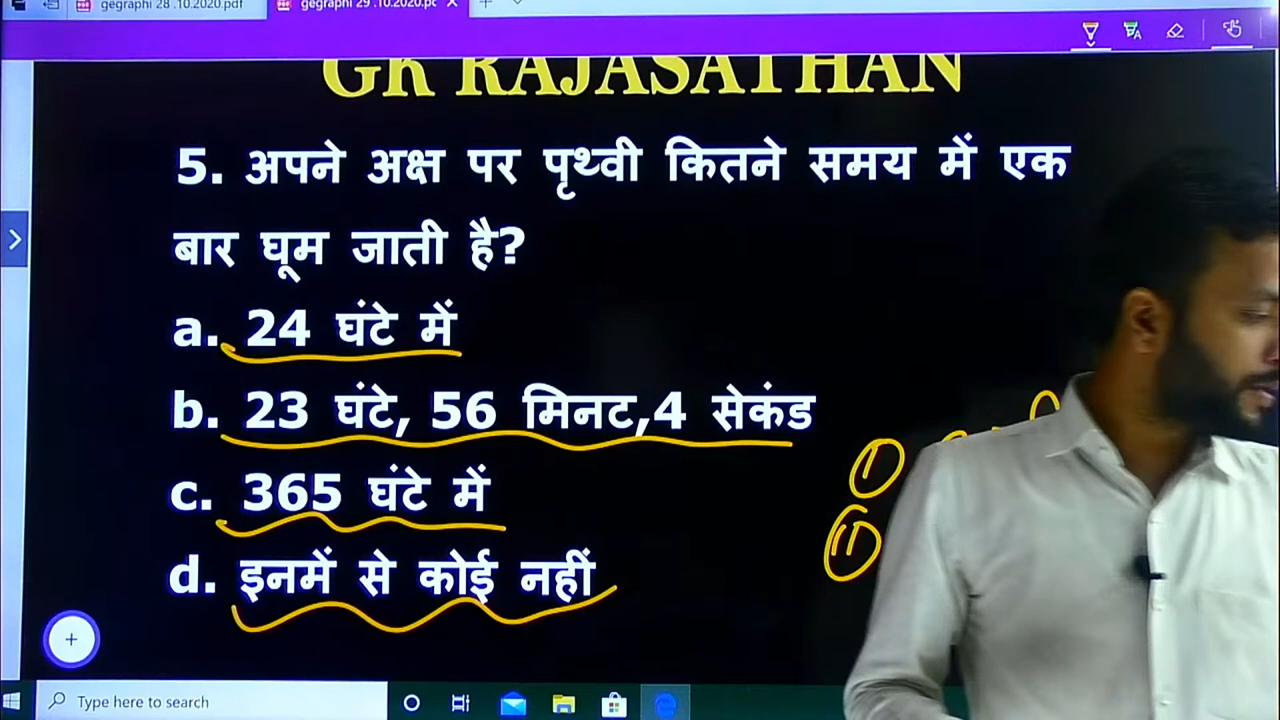 gegraphi 28 .10.2020.pdf
gegraphi 29 .10.2020.pc
GK RAJASATHAN
5. अपने अक्ष पर पृथ्वी कितने समय में एक
बार घूम जाती है?
a. 24 घंटे में
b. 23 घंटे, 56 मिनट,4 सेकंड
c. 365 घंटे में
d. इनमें से कोई नहीं
Type here to search